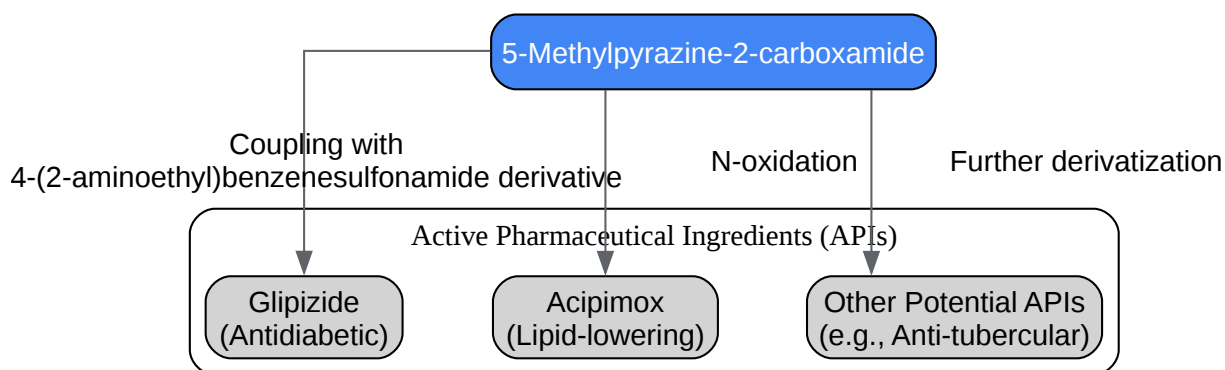 5-Methylpyrazine-2-carboxamide
Coupling with
4-(2-aminoethyl)benzenesulfonamide derivative
N-oxidation
Further derivatization
Active Pharmaceutical Ingredients (APIs)
Glipizide
(Antidiabetic)
Acipimox
(Lipid-lowering)
Other Potential APIs
(e.g., Anti-tubercular)